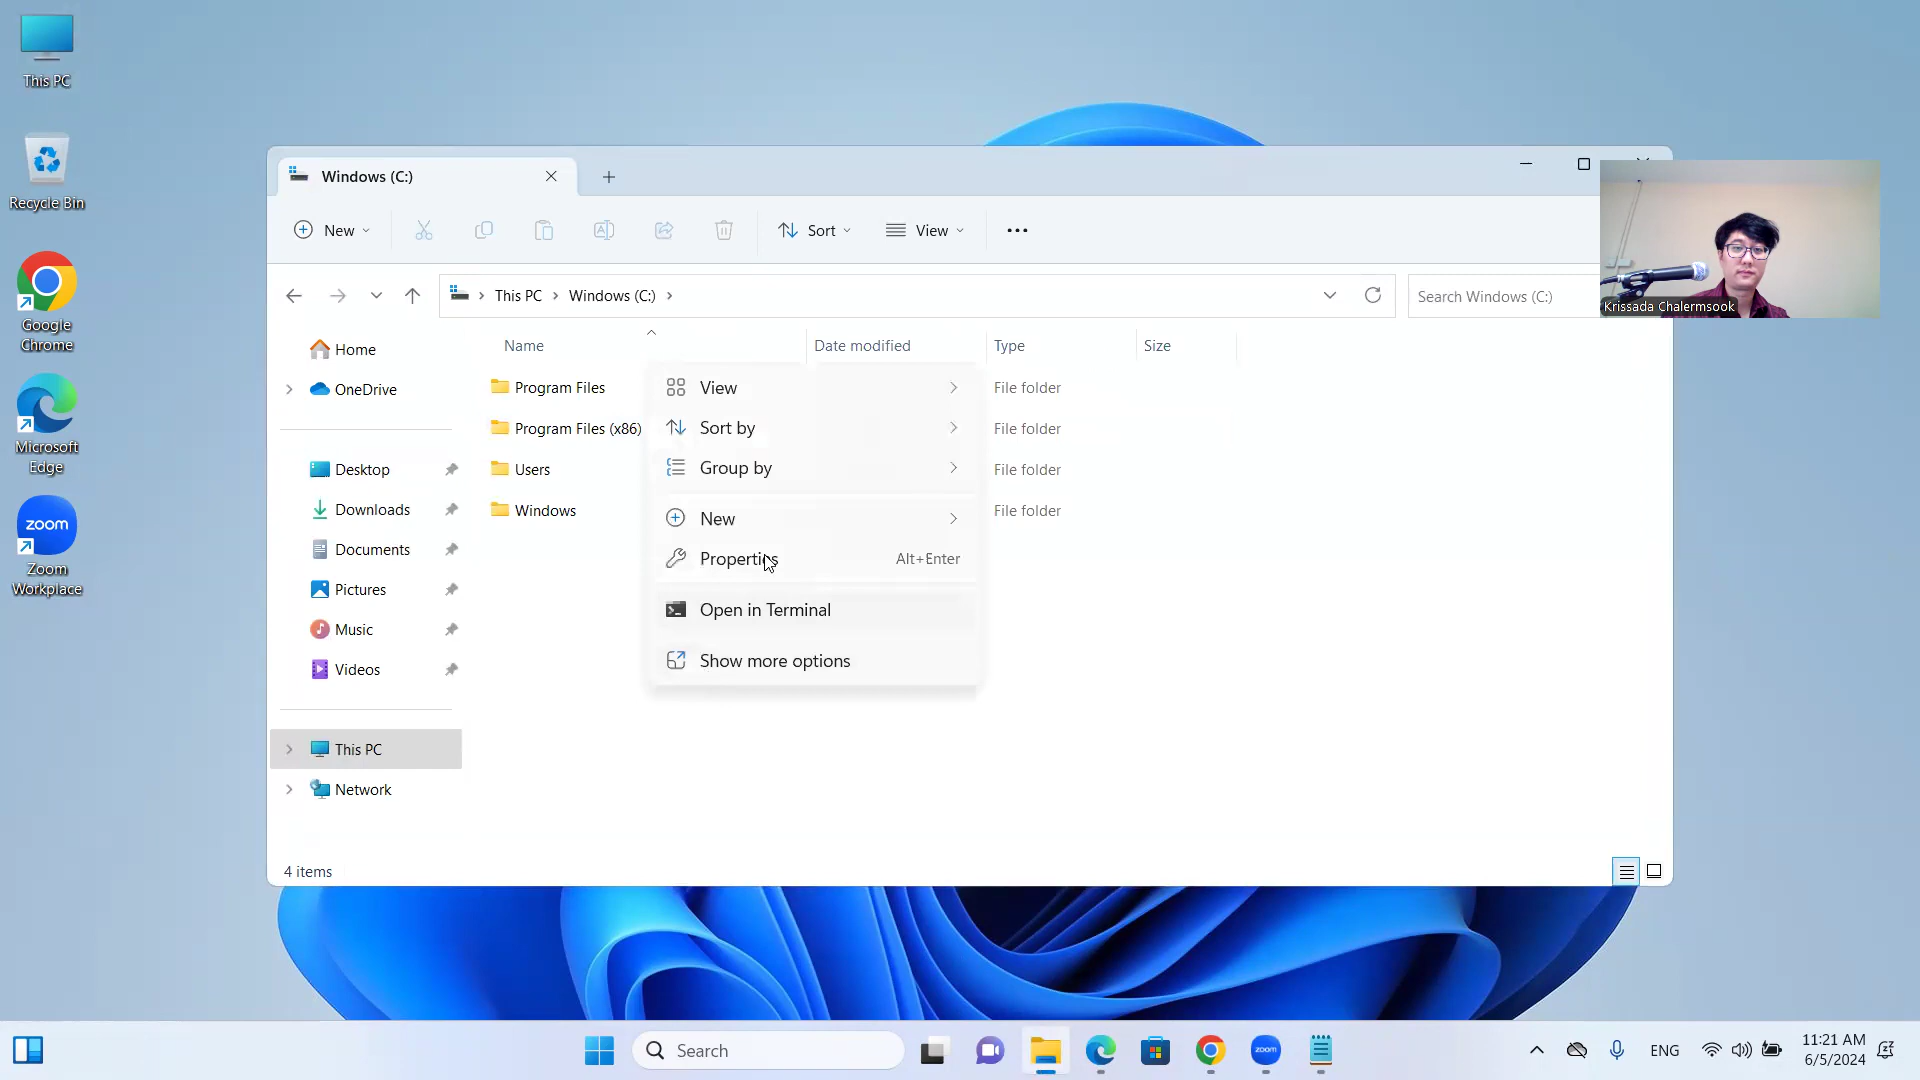 This PC
Recycle Bin
Google
Chrome
Microsoft
Edge
zoom
Zoom
Workplace
Windows (C:)
New
Sort
View
This PC
Windows (C:)
Search Windows (C:)
Krissada Chalermsook
Home
OneDrive
Desktop
Downloads
Documents
Pictures
Music
Videos
This PC
Network
Name
Date modified
Type
Size
Program Files
File folder
Program Files (x86)
File folder
Users
File folder
Windows
File folder
View
Sort by
Group by
New
Properties Alt+Enter
Open in Terminal
Show more options
4 items
Search
zoom
ENG
11:21 AM
6/5/2024